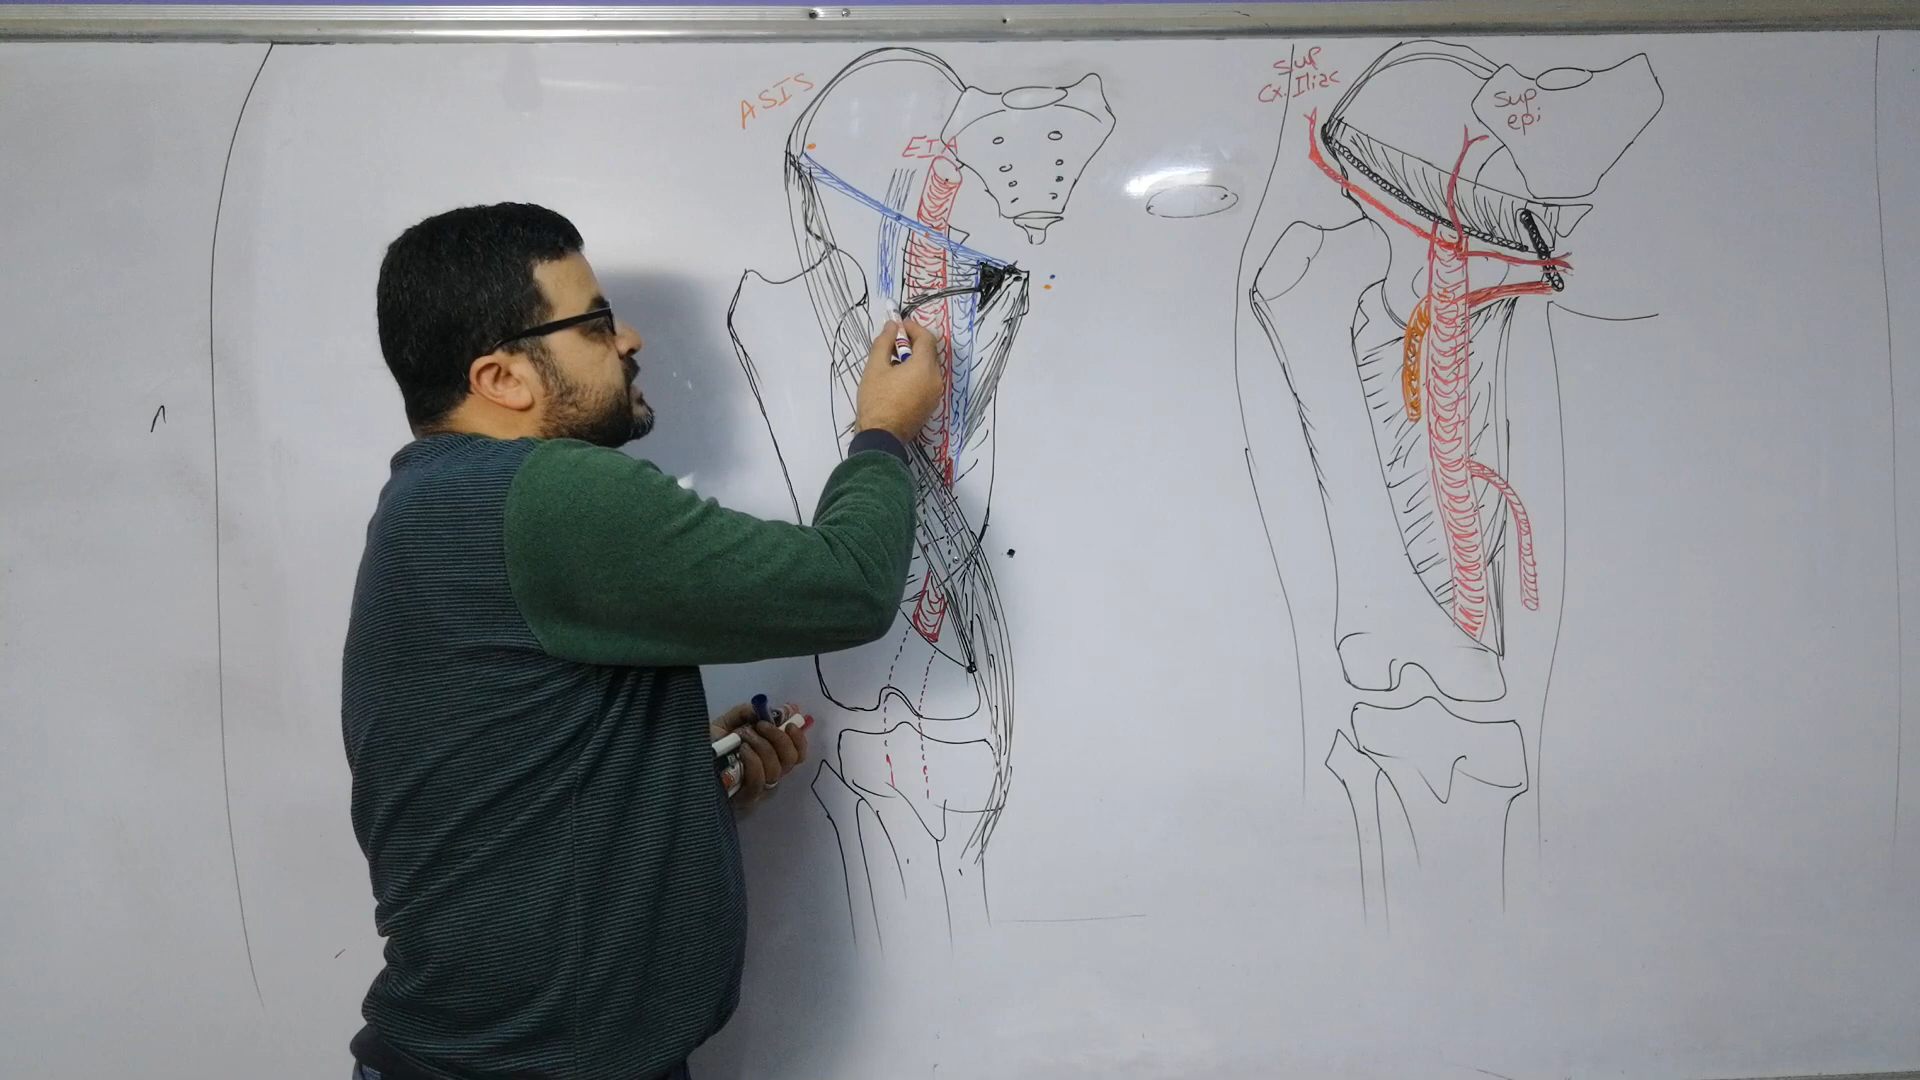 ASIS
EIA
Sup
Cx. Iliac
Sup
epi